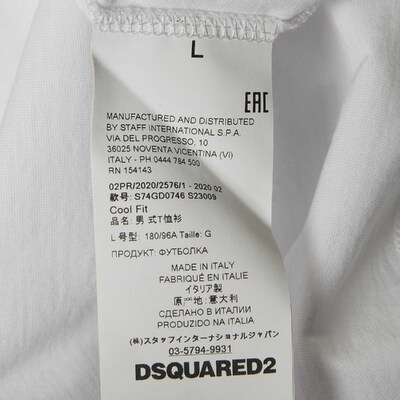 L
EAC
MANUFACTURED AND DISTRIBUTED
BY STAFF INTERNATIONAL S.P.A.
VIA DEL PROGRESSO, 10
36025 NOVENTA VICENTINA (VI)
ITALY - PH 0444 784 500
RN 154143
02PR/2020/2576/1 - 2020 02
款号: S74GD0746 S23009
Cool Fit
品名: 男 式T恤衫
L 号型: 180/96A Taille: G
ПРОДУКТ: ФУТБОЛКА
MADE IN ITALY
FABRIQUÉ EN ITALIE
イタリア製
原产地:意大利
СДЕЛАНО В ИТАЛИИ
PRODUZIDO NA ITALIA
(株)スタッフインターナショナルジャパン
03-5794-9931
DSQUARED2